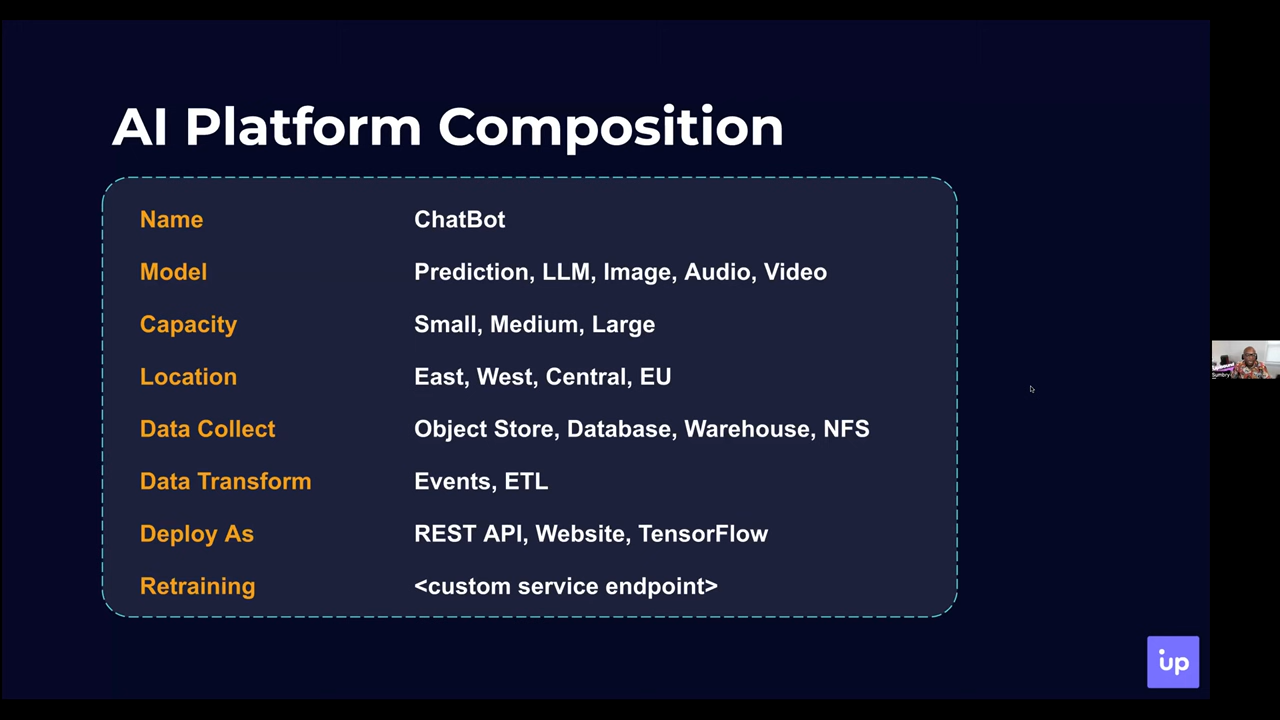 AI Platform Composition
Name ChatBot
Model Prediction, LLM, Image, Audio, Video
Capacity Small, Medium, Large
Location East, West, Central, EU
Data Collect Object Store, Database, Warehouse, NFS
Data Transform Events, ETL
Deploy As REST API, Website, TensorFlow
Retraining <custom service endpoint>
Sumbry
up